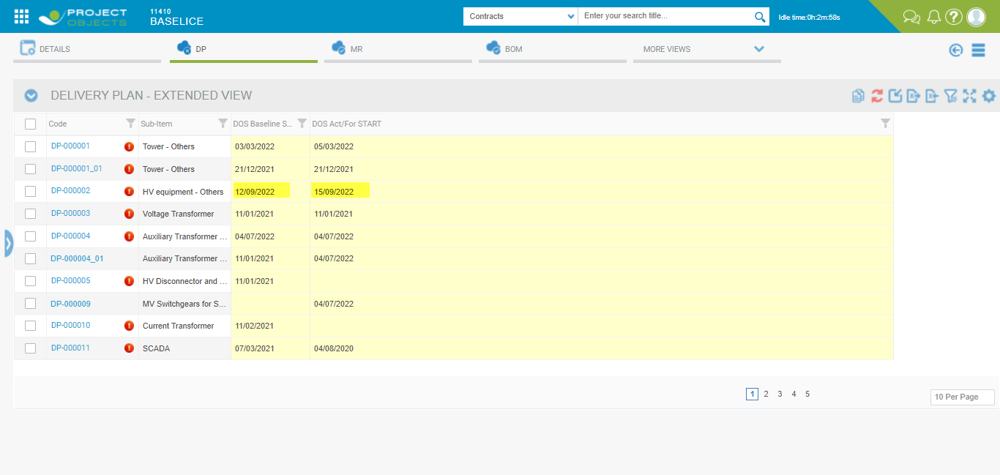 PROJECT
OBJECTS
11410
BASELICE
Contracts
Enter your search title...
Idle time:0h:2m:58s
?
DETAILS
DP
MR
BOM
MORE VIEWS
DELIVERY PLAN - EXTENDED VIEW
Code Sub-Item DOS Baseline S... DOS Act/For START
DP-000001 Tower - Others 03/03/2022 05/03/2022
DP-000001_01 Tower - Others 21/12/2021 21/12/2021
DP-000002 HV equipment - Others 12/09/2022 15/09/2022
DP-000003 Voltage Transformer 11/01/2021 11/01/2021
DP-000004 Auxiliary Transformer ... 04/07/2022 04/07/2022
DP-000004_01 Auxiliary Transformer ... 11/01/2021 04/07/2022
DP-000005 HV Disconnector and ... 11/01/2021
DP-000009 MV Switchgears for S... 04/07/2022
DP-000010 Current Transformer 11/02/2021
DP-000011 SCADA 07/03/2021 04/08/2020
1 2 3 4 5
10 Per Page